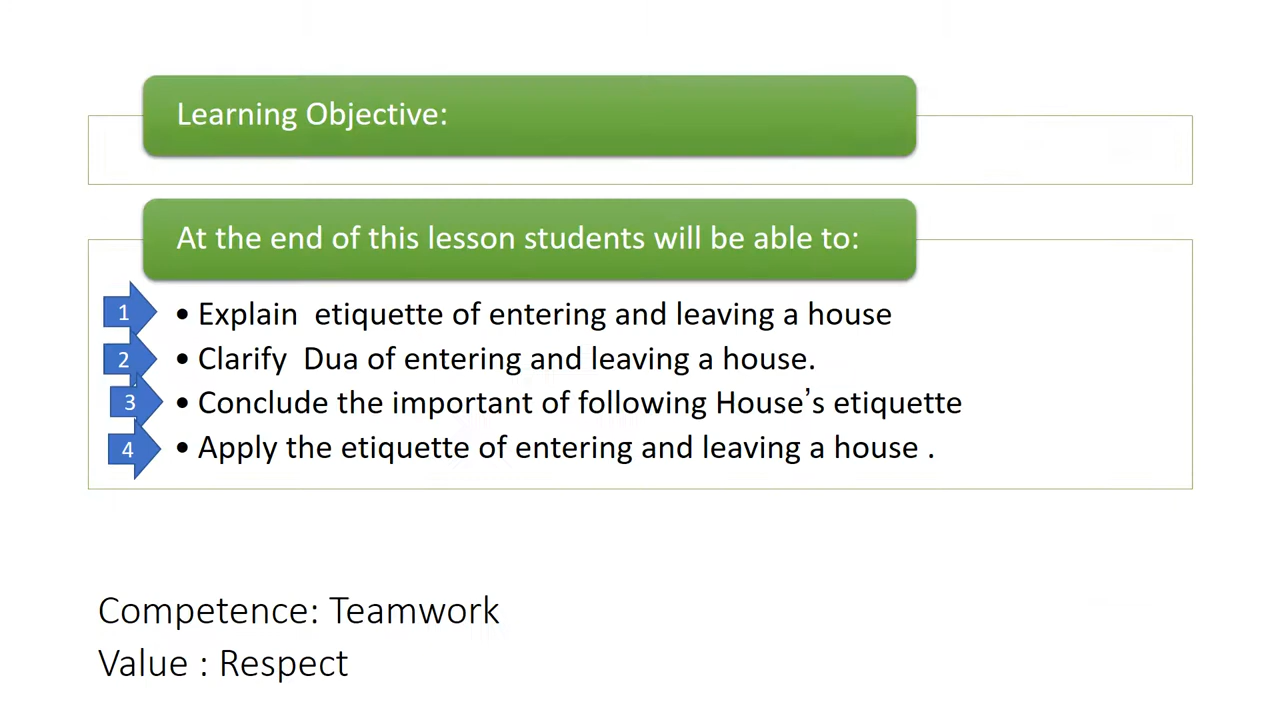 Learning Objective:
At the end of this lesson students will be able to:
1 • Explain etiquette of entering and leaving a house
2 • Clarify Dua of entering and leaving a house.
3 • Conclude the important of following House’s etiquette
4 • Apply the etiquette of entering and leaving a house .
Competence: Teamwork
Value : Respect